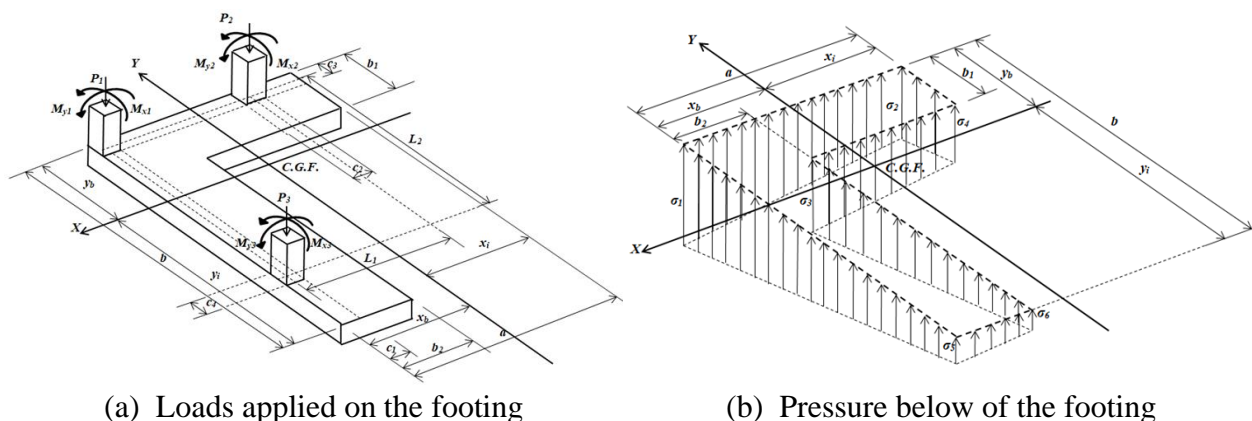 P2
My2
Mx2
c3
b1
P1
Y
My1
Mx1
L2
C.G.F.
c2
yb
X
P3
My3
Mx3
xi
b
yi
L1
c4
xb
a
c1
b2
Y
a
xi
xb
b2
b1
yb
b
σ2
σ4
C.G.F.
yi
σ1
σ3
X
σ6
σ5
(a) Loads applied on the footing
(b) Pressure below of the footing